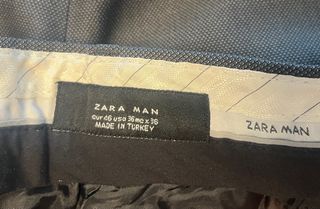 ZARA MAN
eur 46 usa 36 mex 36
MADE IN TURKEY
ZARA MAN